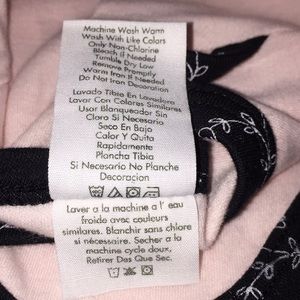 Machine Wash Warm
Wash With Like Colors
Only Non-Chlorine
Bleach if Needed
Tumble Dry Low
Remove Promptly
Warm Iron if Needed
Do Not Iron Decoration
Lavado Tibia En Lavadora
Lavar Con Colores Similares
Usar Blanqueador Sin
Cloro Si Necesario
Seco En Bajo
Calor Y Quita
Rapidamente
Plancha Tibia
Si Necesario No Planche
Decoracion
Laver a la machine a l' eau
froide avec couleurs
similaires. Blanchir sans chlore
si nécessaire. Secher a la
machine cycle doux,
Retirer Des Que Sec.